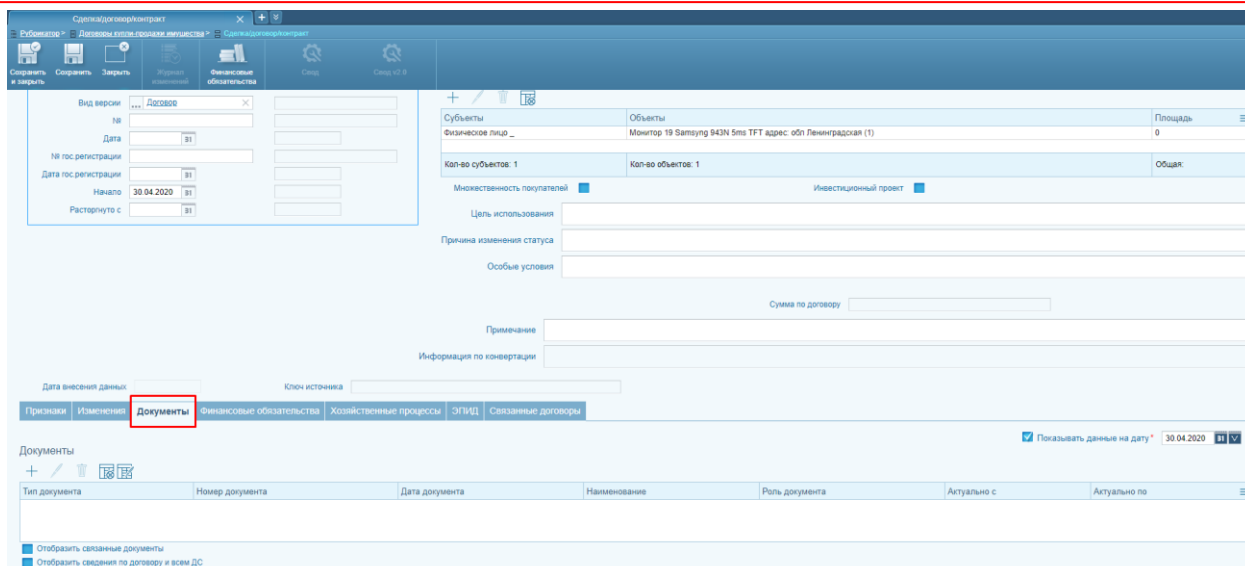 Сделка/договор/контракт
Рубрикатор > Договоры купли-продажи имущества > Сделка/договор/контракт
Сохранить и закрыть
Сохранить
Закрыть
Журнал изменений
Финансовые обязательства
Свод
Свод v2.0
Вид версии ... Договор
№
Дата 31
№ гос.регистрации
Дата гос.регистрации 31
Начало 30.04.2020 31
Расторгнуто с 31
Субъекты Объекты Площадь
Физическое лицо _ Монитор 19 Samsyng 943N 5ms TFT адрес: обл Ленинградская (1) 0
Кол-во субъектов: 1 Кол-во объектов: 1 Общая:
Множественность покупателей Инвестиционный проект
Цель использования
Причина изменения статуса
Особые условия
Сумма по договору
Примечание
Информация по конвертации
Дата внесения данных Ключ источника
Признаки Изменения Документы Финансовые обязательства Хозяйственные процессы ЭПИД Связанные договоры
Показывать данные на дату * 30.04.2020 31
Документы
Тип документа Номер документа Дата документа Наименование Роль документа Актуально с Актуально по
Отобразить связанные документы
Отобразить сведения по договору и всем ДС